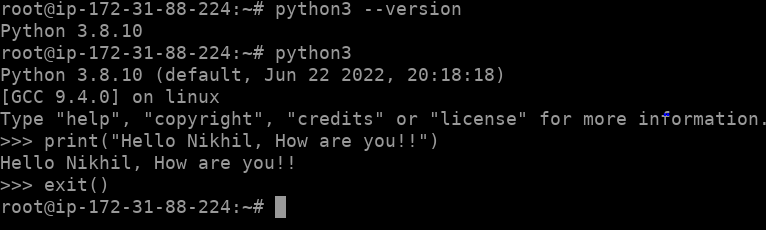 root@ip-172-31-88-224:~# python3 --version
Python 3.8.10
root@ip-172-31-88-224:~# python3
Python 3.8.10 (default, Jun 22 2022, 20:18:18)
[GCC 9.4.0] on linux
Type "help", "copyright", "credits" or "license" for more information.
>>> print("Hello Nikhil, How are you!!")
Hello Nikhil, How are you!!
>>> exit()
root@ip-172-31-88-224:~#